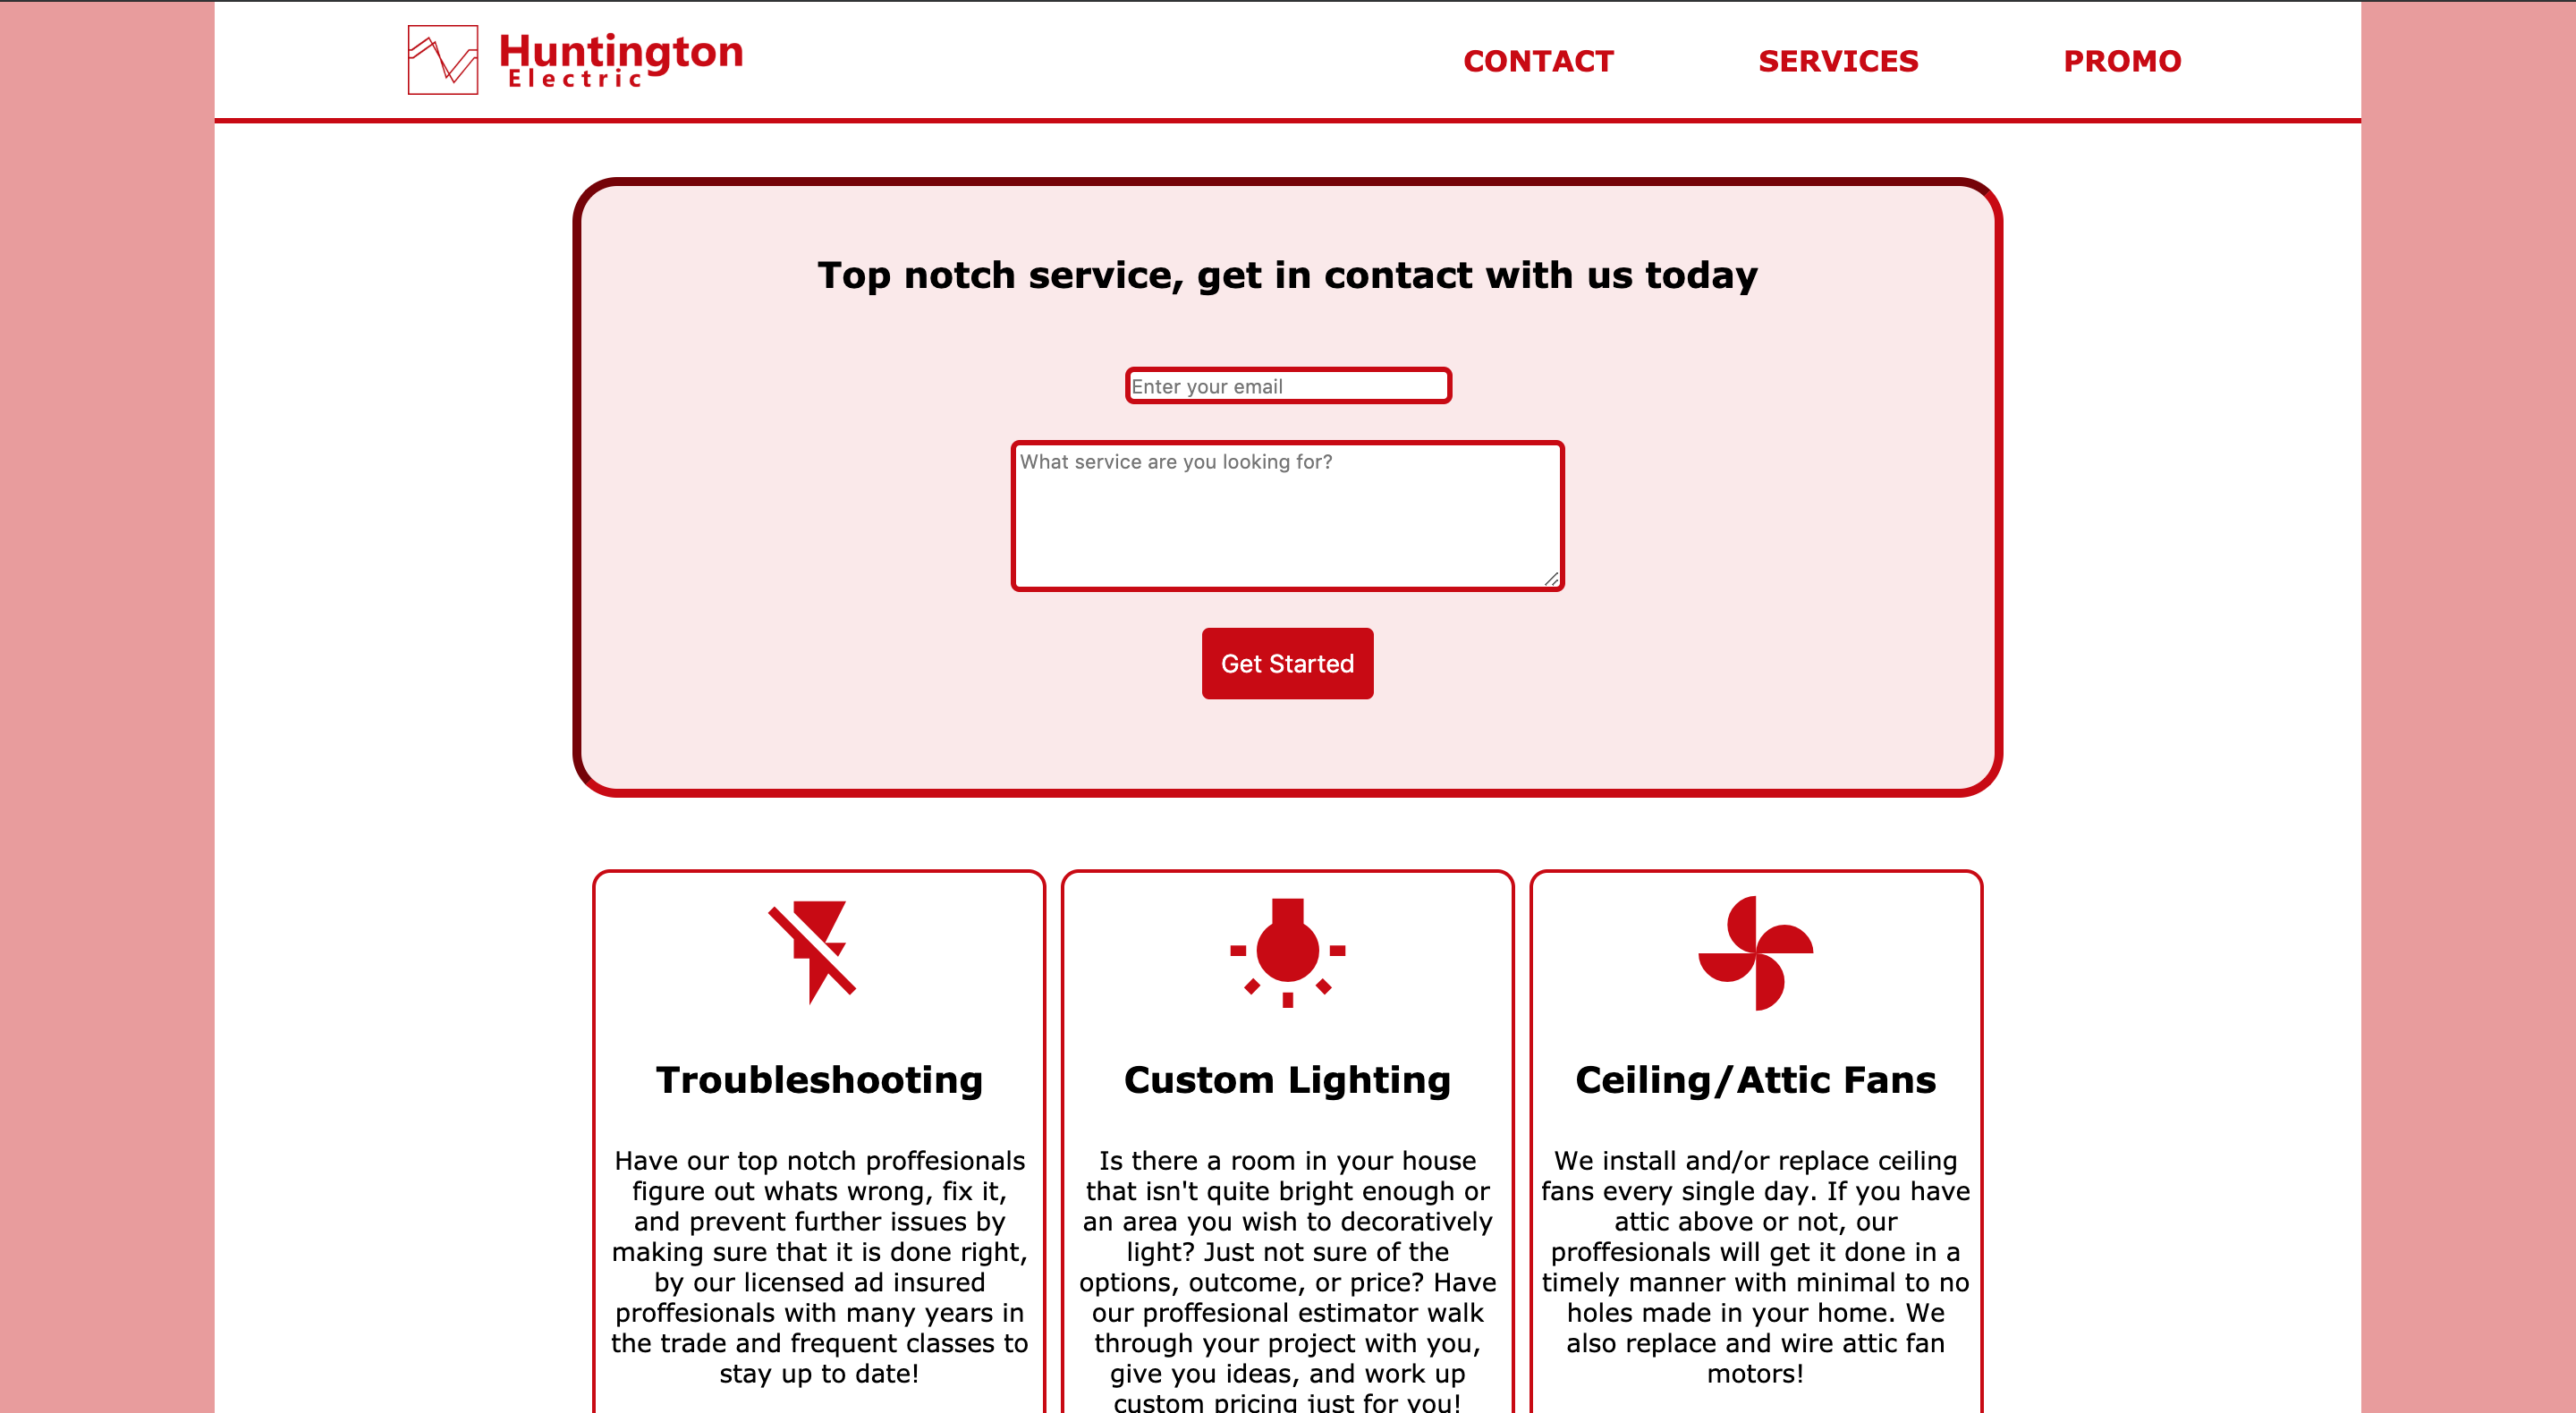 Huntington
Electric
CONTACT SERVICES PROMO
Top notch service, get in contact with us today
Enter your email
What service are you looking for?
Get Started
Troubleshooting
Have our top notch proffesionals
figure out whats wrong, fix it,
and prevent further issues by
making sure that it is done right,
by our licensed ad insured
proffesionals with many years in
the trade and frequent classes to
stay up to date!
Custom Lighting
Is there a room in your house
that isn't quite bright enough or
an area you wish to decoratively
light? Just not sure of the
options, outcome, or price? Have
our proffesional estimator walk
through your project with you,
give you ideas, and work up
custom pricing just for you!
Ceiling/Attic Fans
We install and/or replace ceiling
fans every single day. If you have
attic above or not, our
proffesionals will get it done in a
timely manner with minimal to no
holes made in your home. We
also replace and wire attic fan
motors!